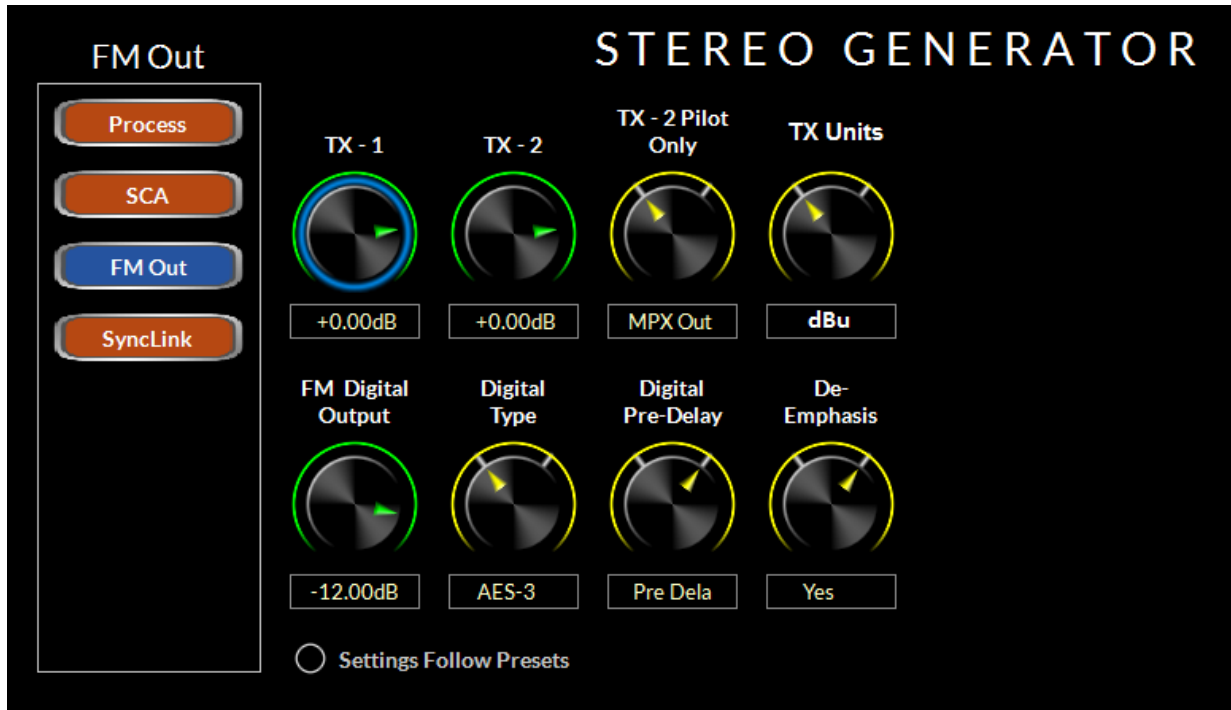 FM Out
STEREO GENERATOR
Process
SCA
FM Out
SyncLink
TX - 1
TX - 2
TX - 2 Pilot
Only
TX Units
+0.00dB
+0.00dB
MPX Out
dBu
FM Digital
Output
Digital
Type
Digital
Pre-Delay
De-
Emphasis
-12.00dB
AES-3
Pre Dela
Yes
Settings Follow Presets